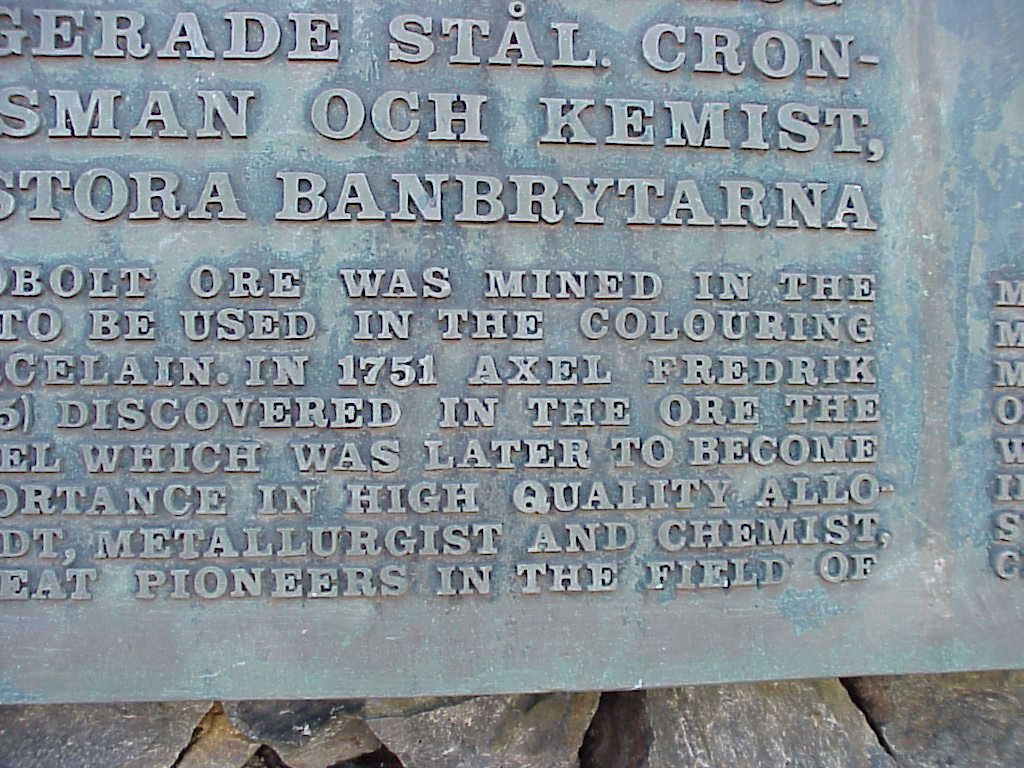 GERADE STÅL. CRON-
SMAN OCH KEMIST,
STORA BANBRYTARNA
OBOLT ORE WAS MINED IN THE
TO BE USED IN THE COLOURING
CELAIN. IN 1751 AXEL FREDRIK
5) DISCOVERED IN THE ORE THE
EL WHICH WAS LATER TO BECOME
ORTANCE IN HIGH QUALITY ALLO-
DT, METALLURGIST AND CHEMIST,
EAT PIONEERS IN THE FIELD OF
M
M
M
O
W
S
C